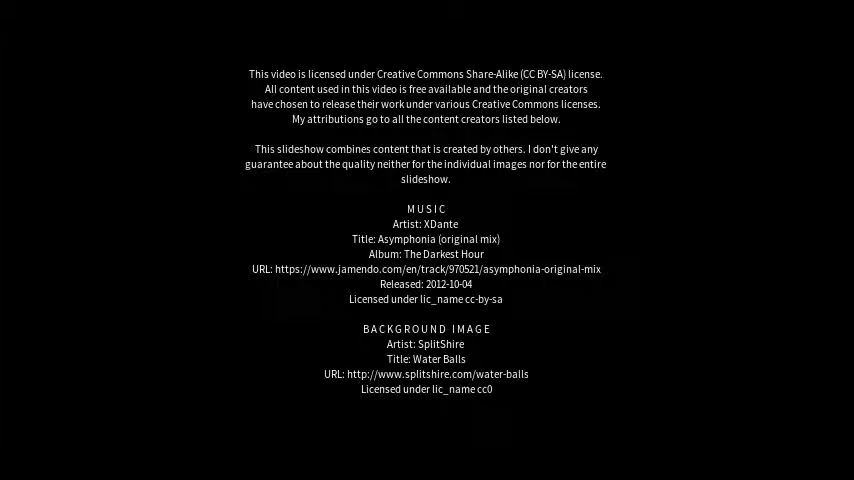 This video is licensed under Creative Commons Share-Alike (CC BY-SA) license.
All content used in this video is free available and the original creators
have chosen to release their work under various Creative Commons licenses.
My attributions go to all the content creators listed below.
This slideshow combines content that is created by others. I don't give any
guarantee about the quality neither for the individual images nor for the entire
slideshow.
MUSIC
Artist: XDante
Title: Asymphonia (original mix)
Album: The Darkest Hour
URL: https://www.jamendo.com/en/track/970521/asymphonia-original-mix
Released: 2012-10-04
Licensed under lic_name cc-by-sa
BACKGROUND IMAGE
Artist: SplitShire
Title: Water Balls
URL: http://www.splitshire.com/water-balls
Licensed under lic_name cc0